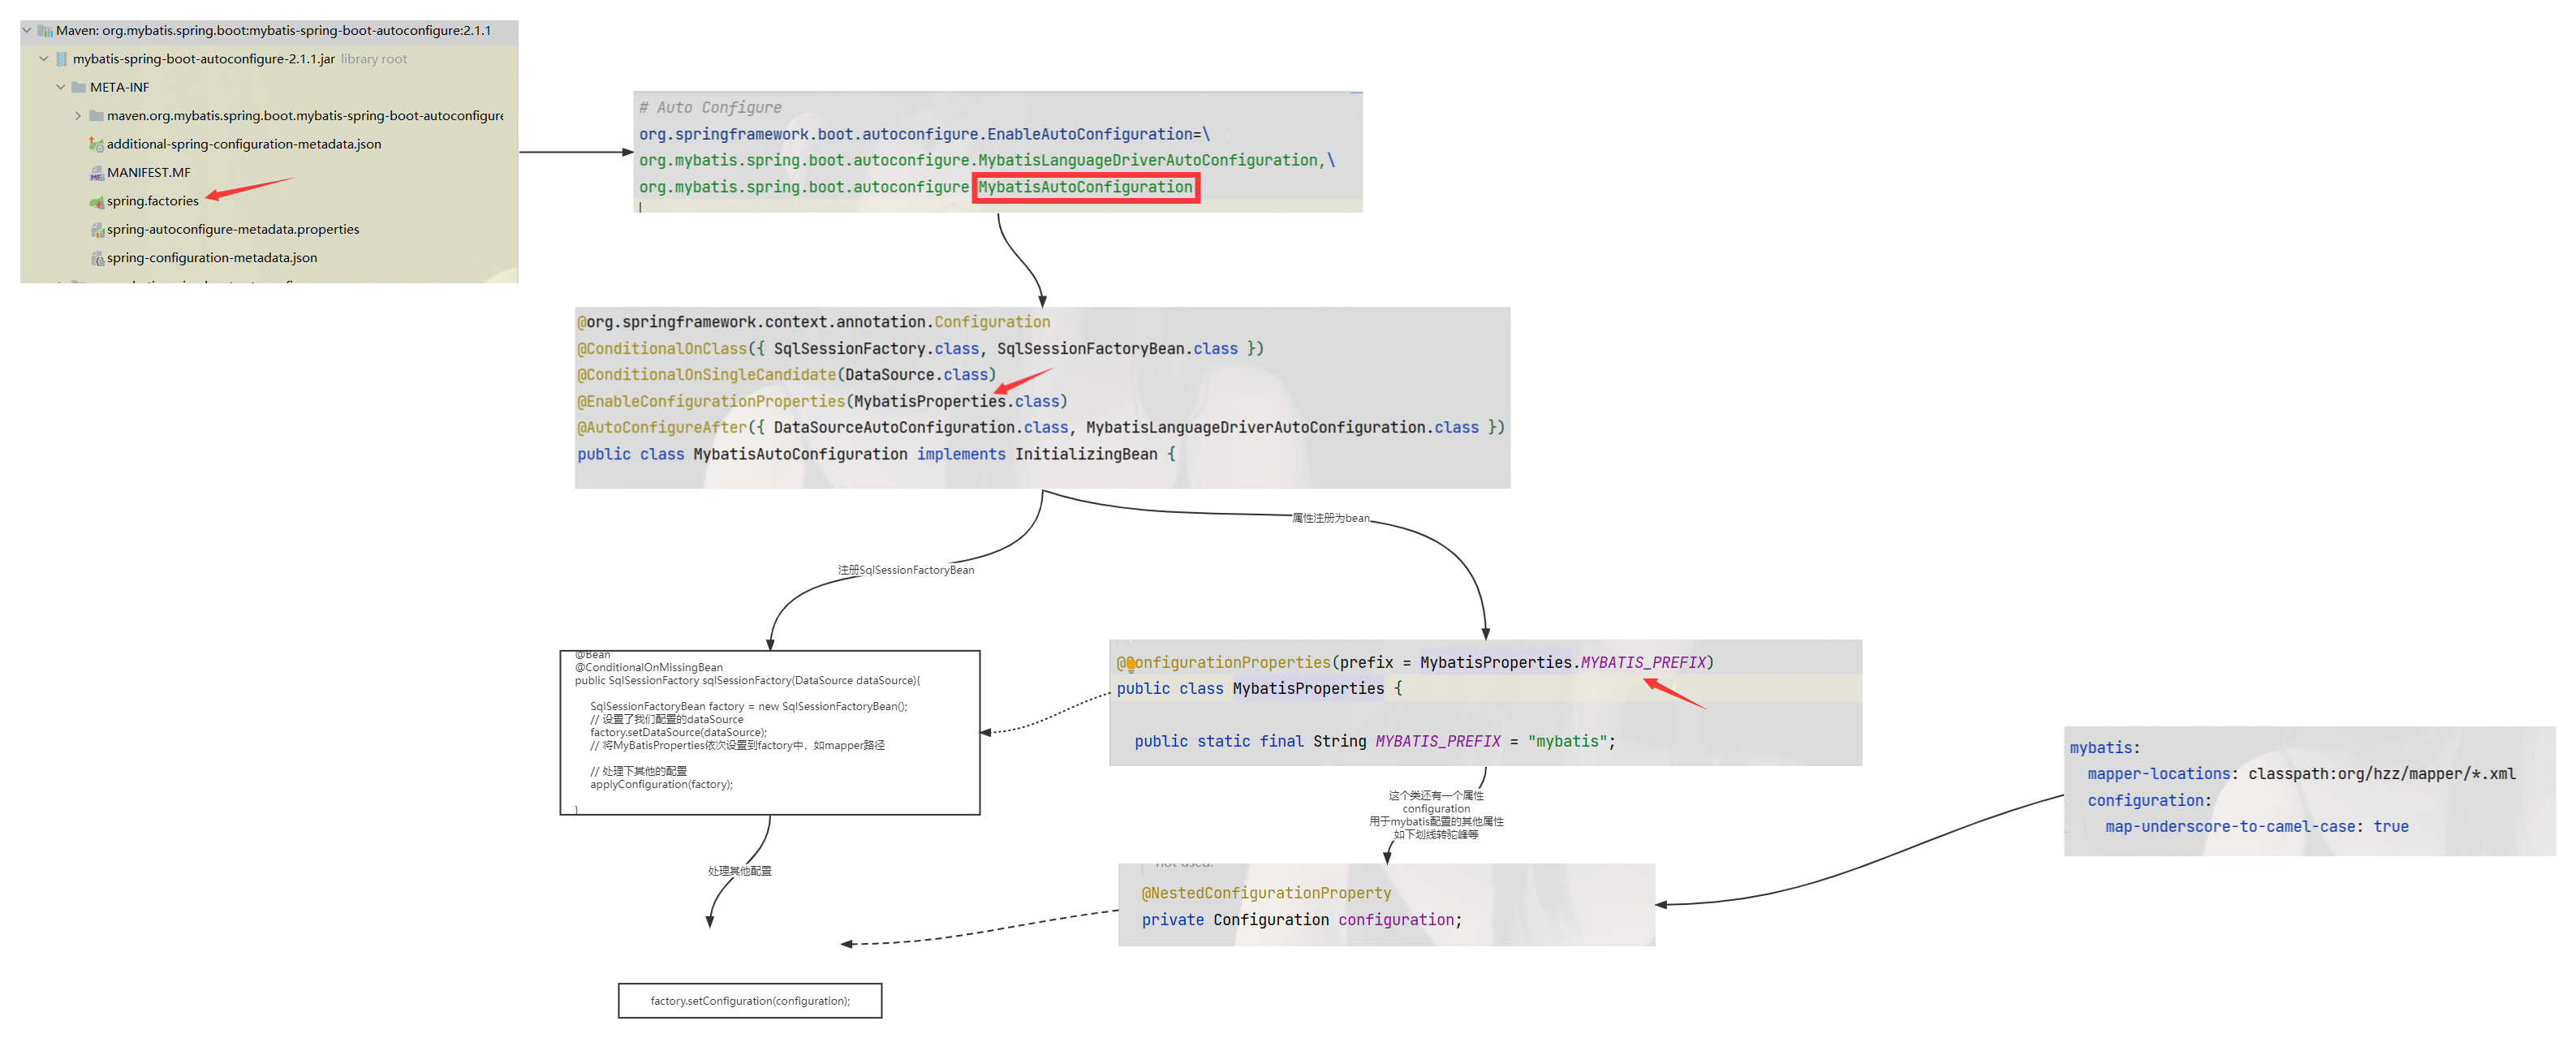 Maven: org.mybatis.spring.boot:mybatis-spring-boot-autoconfigure:2.1.1
mybatis-spring-boot-autoconfigure-2.1.1.jar library root
META-INF
maven.org.mybatis.spring.boot.mybatis-spring-boot-autoconfigure
additional-spring-configuration-metadata.json
MANIFEST.MF
spring.factories
spring-autoconfigure-metadata.properties
spring-configuration-metadata.json
# Auto Configure
org.springframework.boot.autoconfigure.EnableAutoConfiguration=\
org.mybatis.spring.boot.autoconfigure.MybatisLanguageDriverAutoConfiguration,\
org.mybatis.spring.boot.autoconfigure.MybatisAutoConfiguration
@org.springframework.context.annotation.Configuration
@ConditionalOnClass({ SqlSessionFactory.class, SqlSessionFactoryBean.class })
@ConditionalOnSingleCandidate(DataSource.class)
@EnableConfigurationProperties(MybatisProperties.class)
@AutoConfigureAfter({ DataSourceAutoConfiguration.class, MybatisLanguageDriverAutoConfiguration.class })
public class MybatisAutoConfiguration implements InitializingBean {
属性注册为bean
注册SqlSessionFactoryBean
@Bean
@ConditionalOnMissingBean
public SqlSessionFactory sqlSessionFactory(DataSource dataSource){
SqlSessionFactoryBean factory = new SqlSessionFactoryBean();
// 设置了我们配置的dataSource
factory.setDataSource(dataSource);
// 将MyBatisProperties依次设置到factory中，如mapper路径
// 处理下其他的配置
applyConfiguration(factory);
}
@ConfigurationProperties(prefix = MybatisProperties.MYBATIS_PREFIX)
public class MybatisProperties {
public static final String MYBATIS_PREFIX = "mybatis";
这个类还有一个属性
configuration
用于mybatis配置的其他属性
如下划线转驼峰等
mybatis:
mapper-locations: classpath:org/hzz/mapper/*.xml
configuration:
map-underscore-to-camel-case: true
处理其他配置
not used.
@NestedConfigurationProperty
private Configuration configuration;
factory.setConfiguration(configuration);